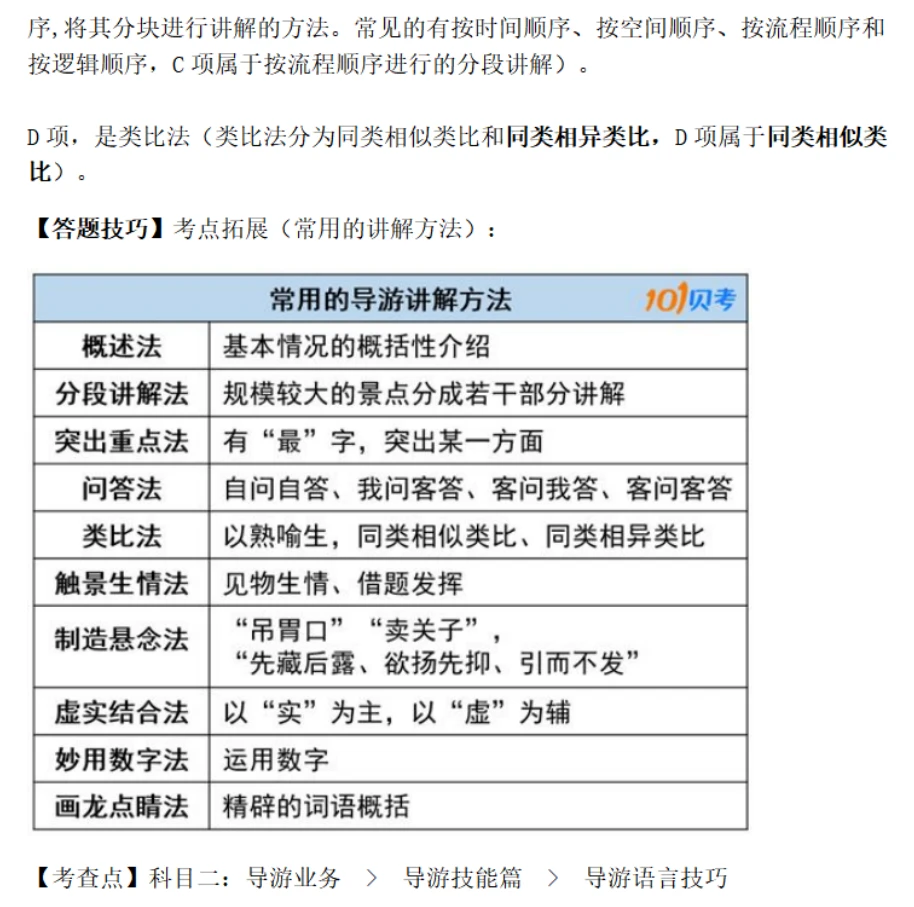 序,将其分块进行讲解的方法。常见的有按时间顺序、按空间顺序、按流程顺序和
按逻辑顺序，C 项属于按流程顺序进行的分段讲解）。
D 项，是类比法（类比法分为同类相似类比和同类相异类比，D 项属于同类相似类
比）。
【答题技巧】考点拓展（常用的讲解方法）：
常用的导游讲解方法 101贝考
概述法 基本情况的概括性介绍
分段讲解法 规模较大的景点分成若干部分讲解
突出重点法 有“最”字，突出某一方面
问答法 自问自答、我问客答、客问我答、客问客答
类比法 以熟喻生，同类相似类比、同类相异类比
触景生情法 见物生情、借题发挥
制造悬念法 “吊胃口”“卖关子”，
“先藏后露、欲扬先抑、引而不发”
虚实结合法 以“实”为主，以“虚”为辅
妙用数字法 运用数字
画龙点睛法 精辟的词语概括
【考查点】科目二：导游业务 > 导游技能篇 > 导游语言技巧